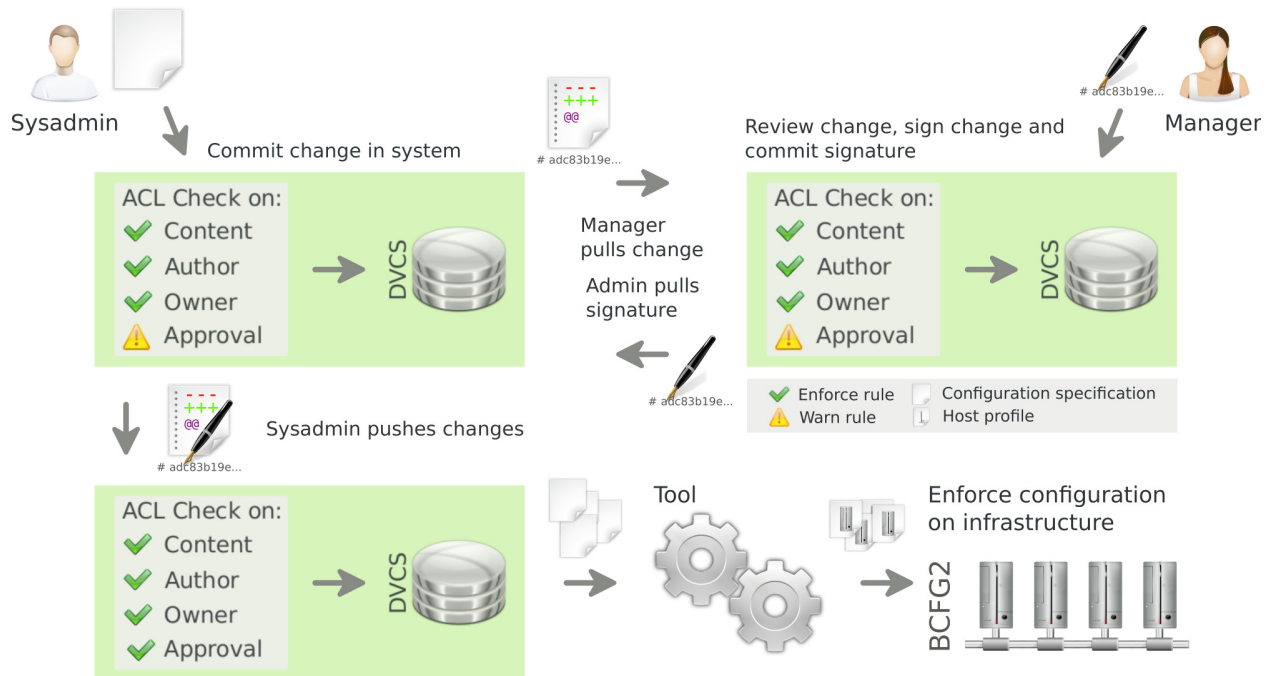 Sysadmin
Commit change in system
ACL Check on:
Content
Author
Owner
Approval
DVCS
- - -
+++
@@
# adc83b19e...
Manager
pulls change
Admin pulls
signature
# adc83b19e...
# adc83b19e...
Manager
Review change, sign change and
commit signature
ACL Check on:
Content
Author
Owner
Approval
DVCS
Enforce rule
Configuration specification
Warn rule
Host profile
- - -
+++
@@
# adc83b19e...
Sysadmin pushes changes
ACL Check on:
Content
Author
Owner
Approval
DVCS
Tool
Enforce configuration
on infrastructure
BCFG2